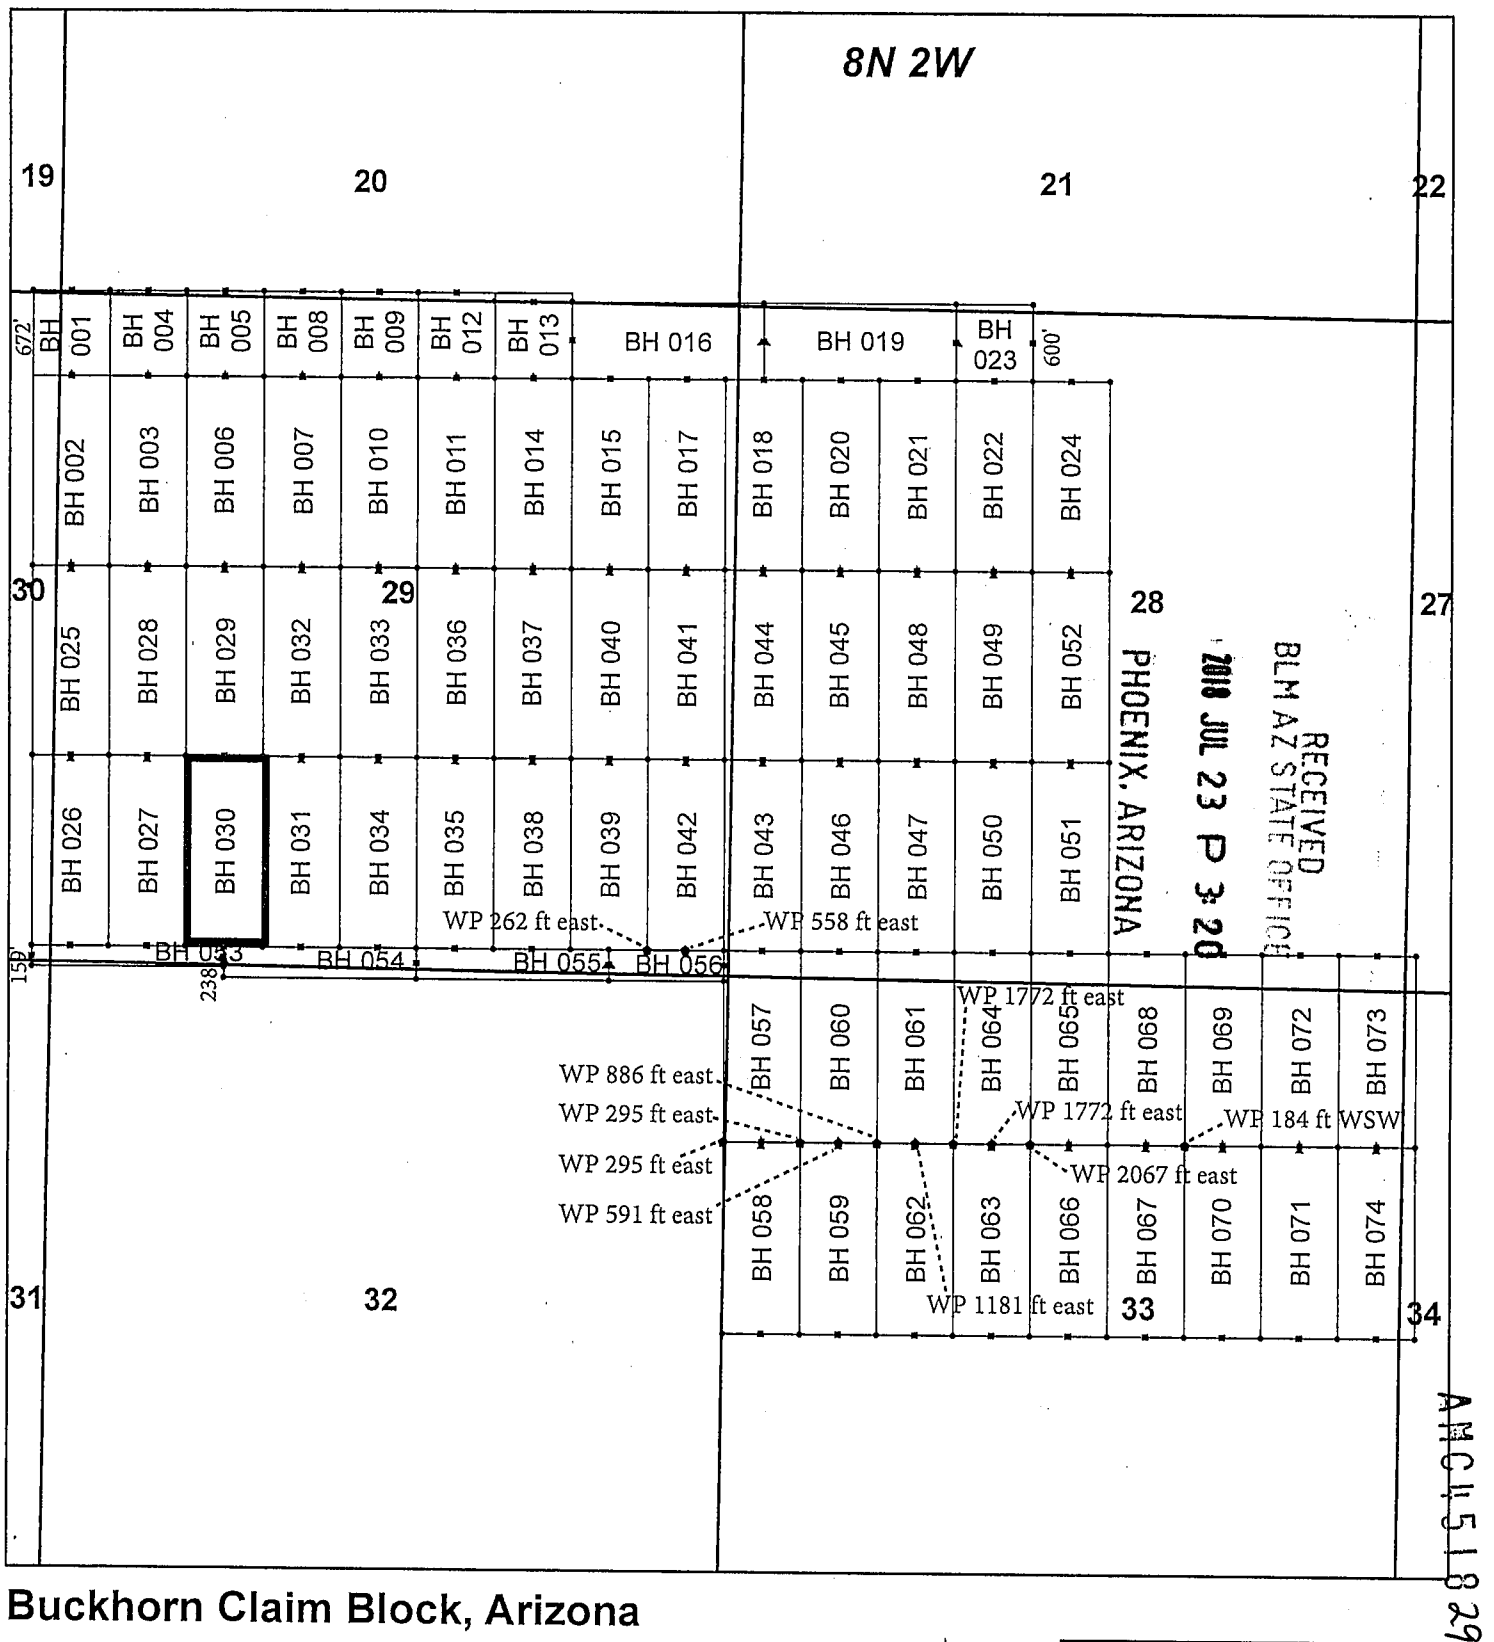 8N 2W
19
20
21
22
672'
BH 001
BH 004
BH 005
BH 008
BH 009
BH 012
BH 013
BH 016
BH 019
BH 023
600'
BH 002
BH 003
BH 006
BH 007
BH 010
BH 011
BH 014
BH 015
BH 017
BH 018
BH 020
BH 021
BH 022
BH 024
30
29
28
27
BH 025
BH 028
BH 029
BH 032
BH 033
BH 036
BH 037
BH 040
BH 041
BH 044
BH 045
BH 048
BH 049
BH 052
BH 026
BH 027
BH 030
BH 031
BH 034
BH 035
BH 038
BH 039
BH 042
BH 043
BH 046
BH 047
BH 050
BH 051
RECEIVED
BLM AZ STATE OFFICE
2018 JUL 23 P 3:20
PHOENIX, ARIZONA
WP 262 ft east
WP 558 ft east
159
BH 053
BH 054
BH 055
BH 056
238
WP 1772 ft east
BH 057
BH 060
BH 061
BH 064
BH 065
BH 068
BH 069
BH 072
BH 073
WP 886 ft east
WP 295 ft east
WP 1772 ft east
WP 184 ft WSW
WP 295 ft east
WP 2067 ft east
WP 591 ft east
BH 058
BH 059
BH 062
BH 063
BH 066
BH 067
BH 070
BH 071
BH 074
WP 1181 ft east
31
32
33
34
AMC451829
Buckhorn Claim Block, Arizona